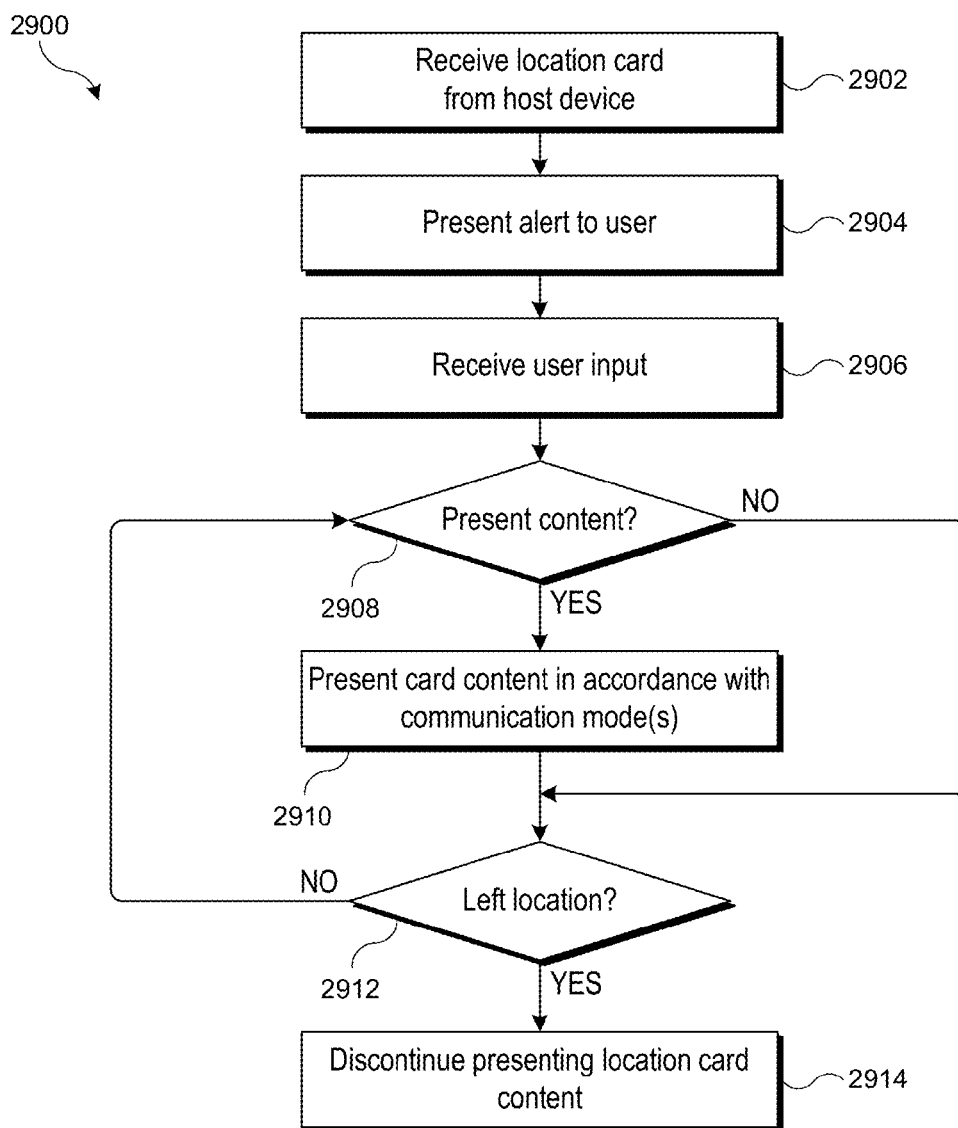 2900
Receive location card
from host device
2902
Present alert to user
2904
Receive user input
2906
Present content?
NO
2908
YES
Present card content in accordance with
communication mode(s)
2910
NO
Left location?
2912
YES
Discontinue presenting location card
content
2914